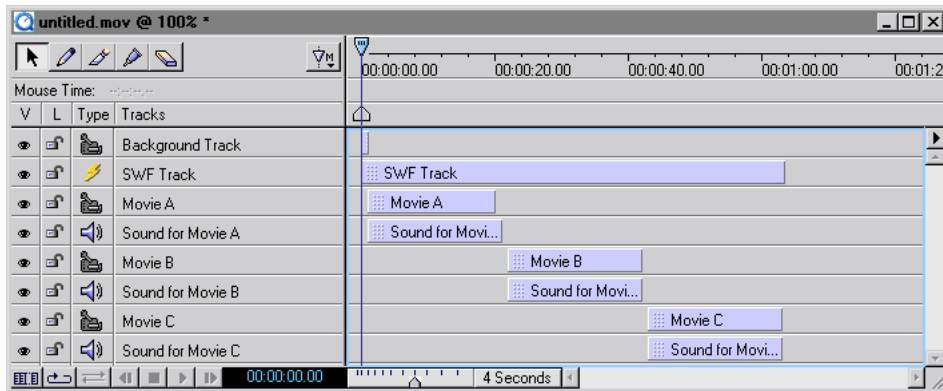 untitled.mov @ 100% *
M
00:00:00.00 00:00:20.00 00:00:40.00 00:01:00.00 00:01:2
Mouse Time: --:--:--.--
V L Type Tracks
Background Track
SWF Track SWF Track
Movie A Movie A
Sound for Movie A Sound for Movi...
Movie B Movie B
Sound for Movie B Sound for Movi...
Movie C Movie C
Sound for Movie C Sound for Movi...
00:00:00.00 4 Seconds